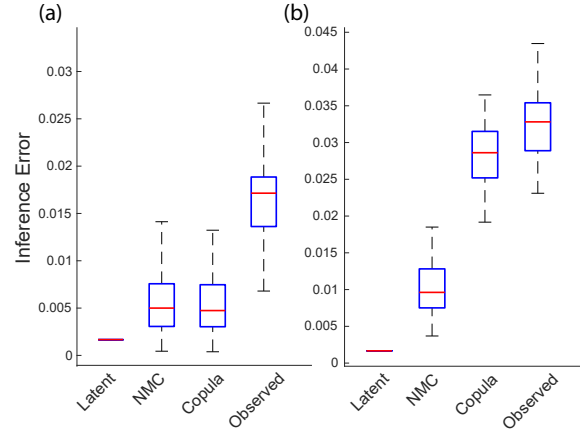 (a)
(b)
Inference Error
0.03
0.025
0.02
0.015
0.01
0.005
0
Latent
NMC
Copula
Observed
0.045
0.04
0.035
0.03
0.025
0.02
0.015
0.01
0.005
0
Latent
NMC
Copula
Observed